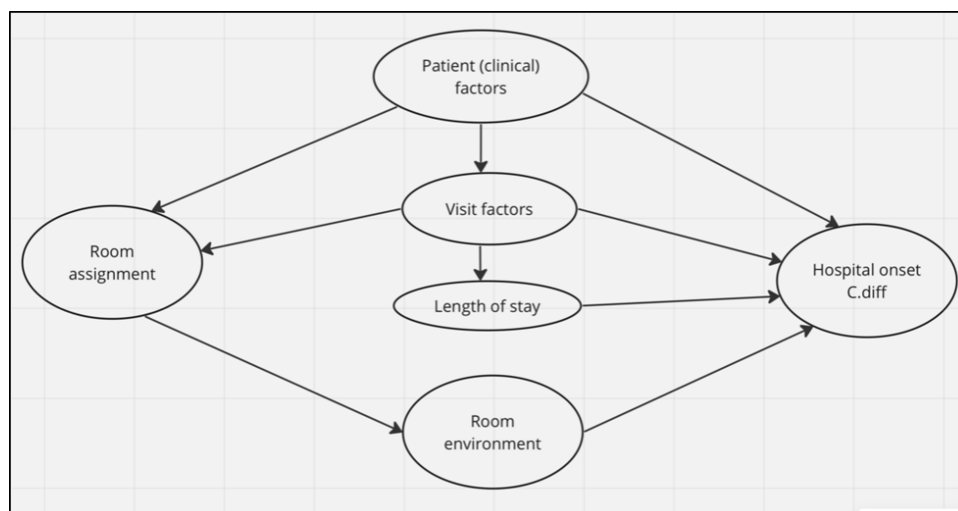 Patient (clinical)
factors
Visit factors
Room
assignment
Hospital onset
C.diff
Length of stay
Room
environment